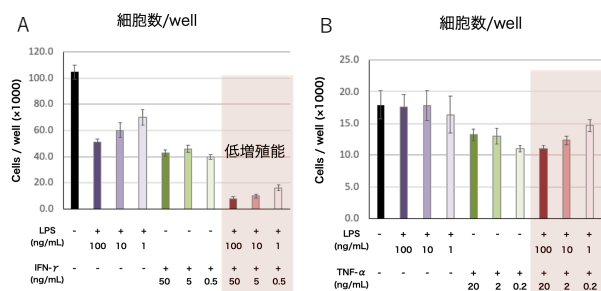 A
細胞数/well
Cells / well (×1000)
120.0
100.0
80.0
60.0
40.0
20.0
0.0
低増殖能
- + + + - - - + + +
LPS
(ng/mL)
100 10 1 100 10 1
- - - - + + + + + +
IFN-γ
(ng/mL)
50 5 0.5 50 5 0.5
B
細胞数/well
Cells / well (×1000)
25.0
20.0
15.0
10.0
5.0
0.0
- + + + - - - + + +
LPS
(ng/mL)
100 10 1 100 10 1
- - - - + + + + + +
TNF-α
(ng/mL)
20 2 0.2 20 2 0.2